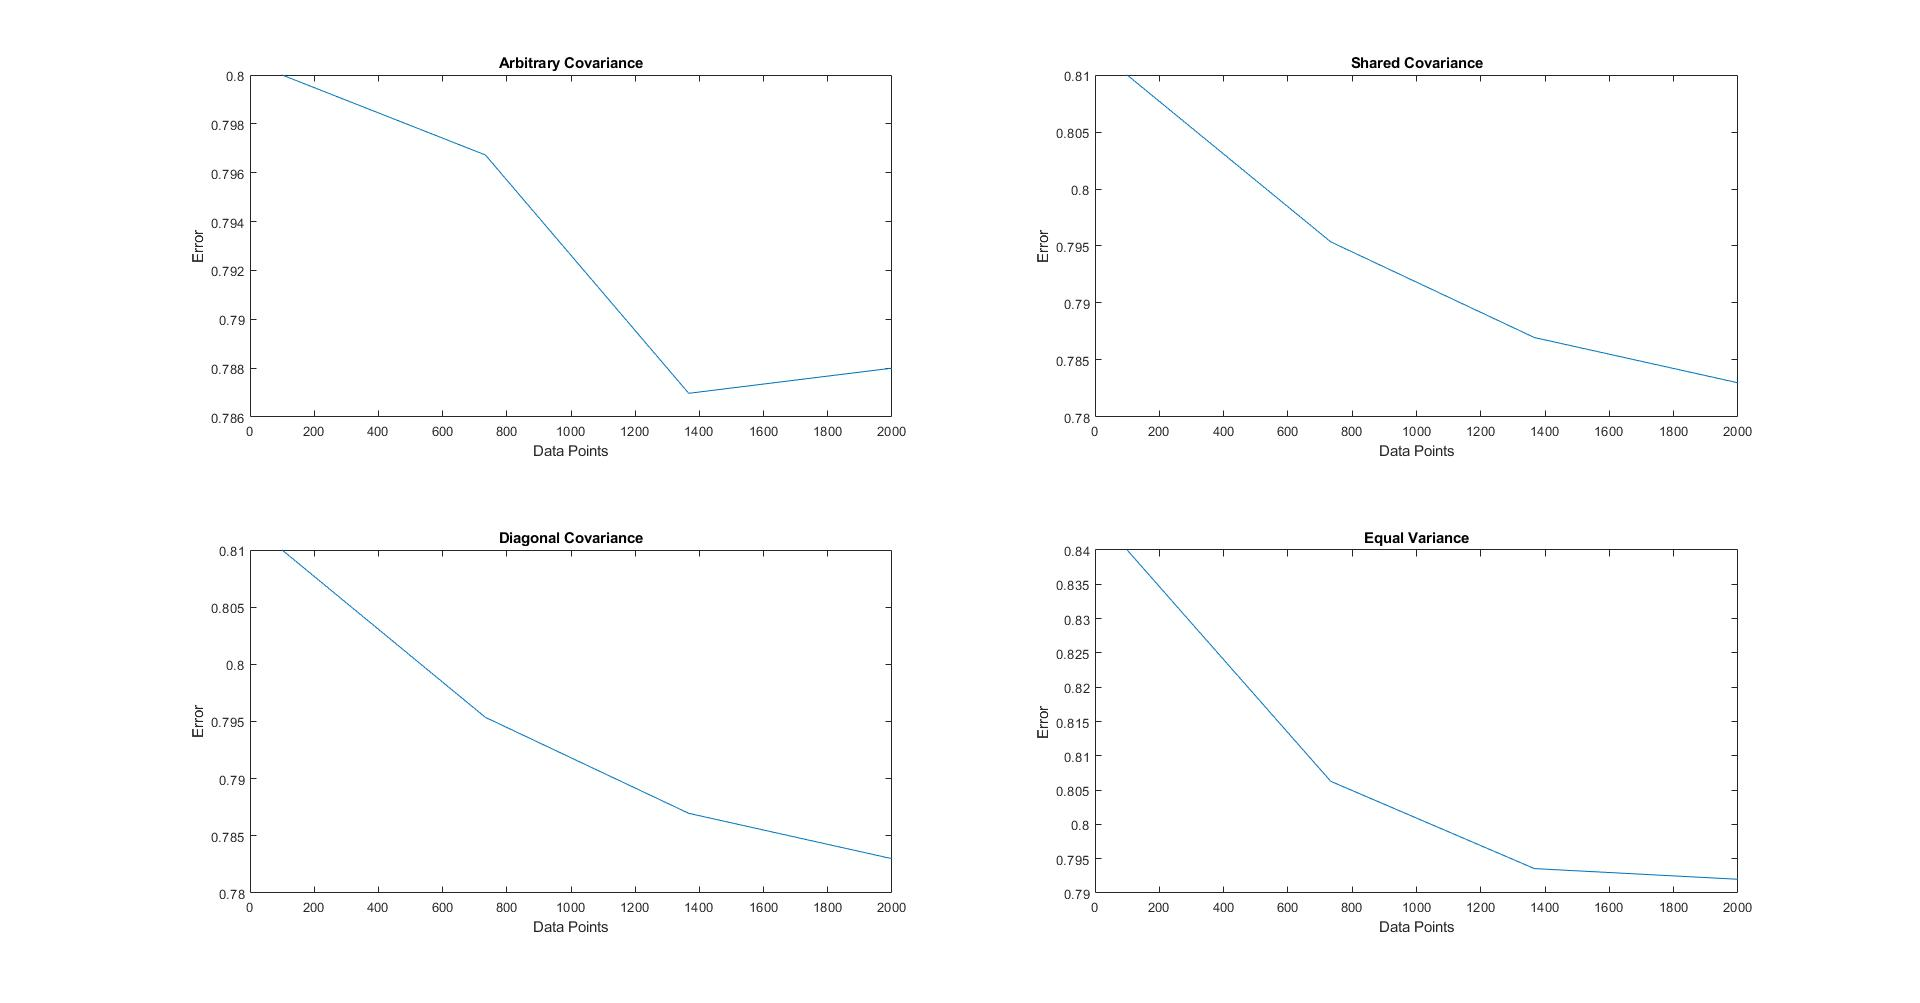 Arbitrary Covariance
0.8
0.798
0.796
0.794
0.792
0.79
0.788
0.786
Error
0 200 400 600 800 1000 1200 1400 1600 1800 2000
Data Points
Shared Covariance
0.81
0.805
0.8
0.795
0.79
0.785
0.78
Error
0 200 400 600 800 1000 1200 1400 1600 1800 2000
Data Points
Diagonal Covariance
0.81
0.805
0.8
0.795
0.79
0.785
0.78
Error
0 200 400 600 800 1000 1200 1400 1600 1800 2000
Data Points
Equal Variance
0.84
0.835
0.83
0.825
0.82
0.815
0.81
0.805
0.8
0.795
0.79
Error
0 200 400 600 800 1000 1200 1400 1600 1800 2000
Data Points